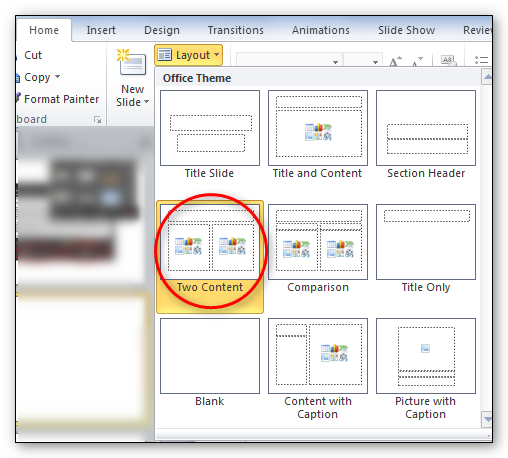 Home Insert Design Transitions Animations Slide Show Review
Cut
Copy
Format Painter
board
New
Slide
Layout
Office Theme
Title Slide Title and Content Section Header
Two Content Comparison Title Only
Blank Content with Caption Picture with Caption